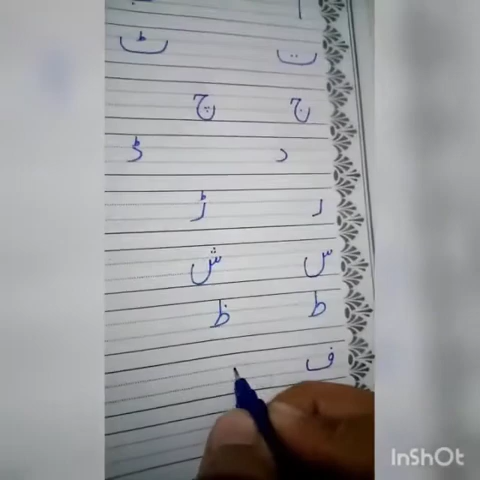 ت ٹ
ج چ
د ڈ
ر ڑ
س ش
ط ظ
ف
InShOt